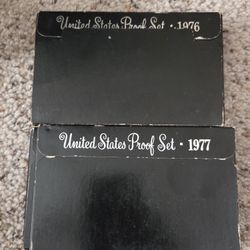 United States Proof Set · 1976
United States Proof Set · 1977